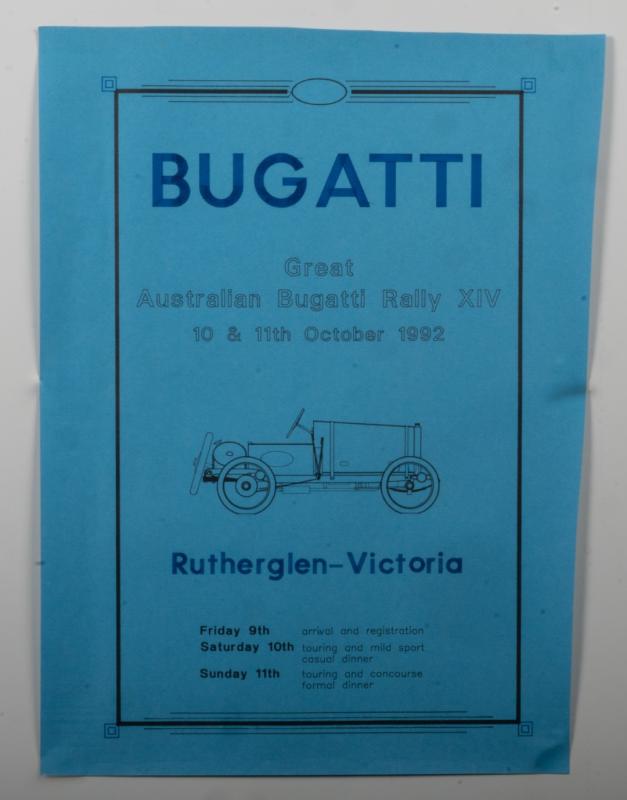 BUGATTI
Great
Australian Bugatti Rally XIV
10 & 11th October 1992
Rutherglen-Victoria
Friday 9th arrival and registration
Saturday 10th touring and mild sport
casual dinner
Sunday 11th touring and concourse
formal dinner